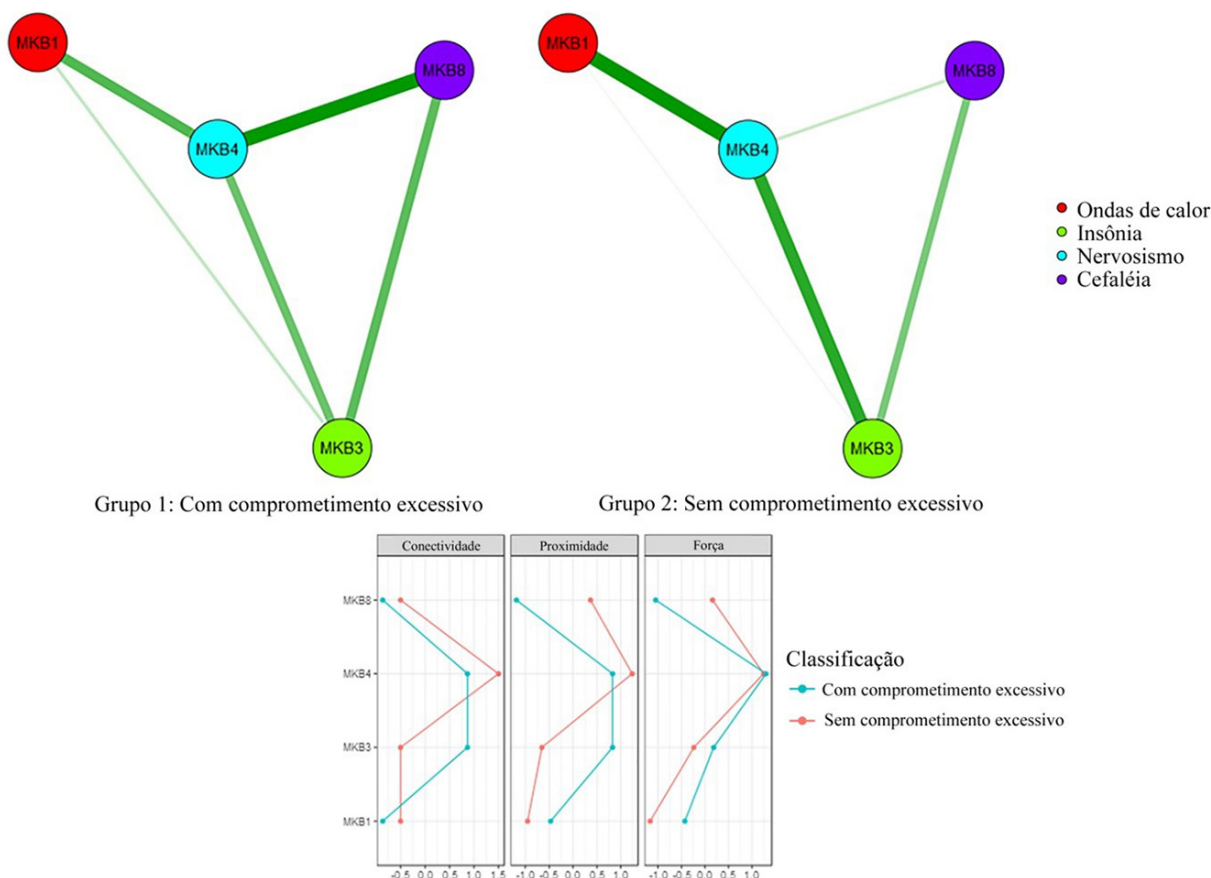 MKB1
MKB8
MKB4
MKB3
MKB1
MKB8
MKB4
MKB3
Ondas de calor
Insônia
Nervosismo
Cefaléia
Grupo 1: Com comprometimento excessivo
Grupo 2: Sem comprometimento excessivo
Conectividade
Proximidade
Força
MKB8
MKB4
MKB3
MKB1
-0.5 0.0 0.5 1.0 1.5
-1.0 -0.5 0.0 0.5 1.0
-1.0 0.0 0.5 1.0
Classificação
Com comprometimento excessivo
Sem comprometimento excessivo